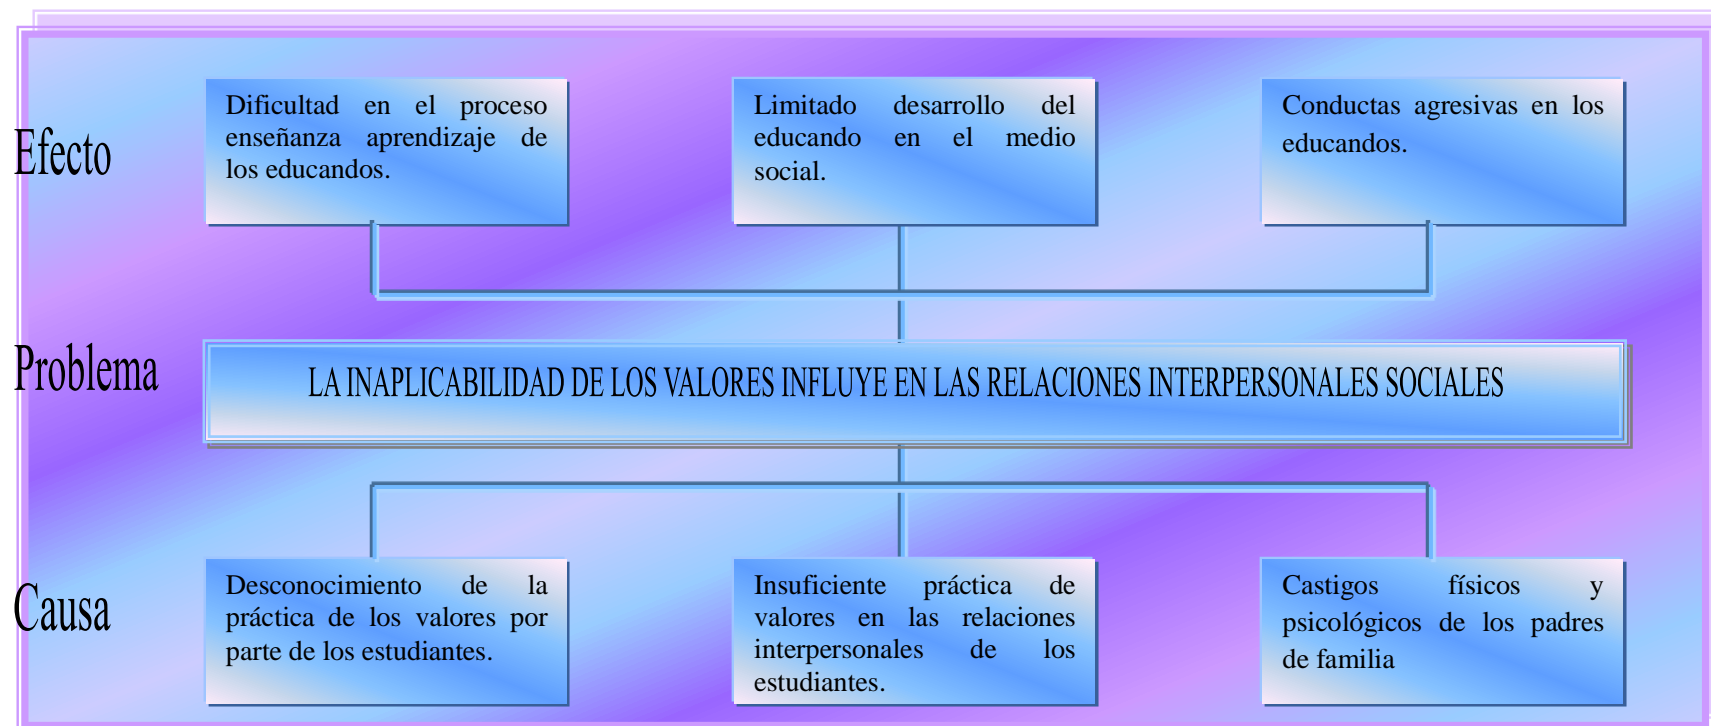 Efecto
Dificultad en el proceso
enseñanza aprendizaje de
los educandos.
Limitado desarrollo del
educando en el medio
social.
Conductas agresivas en los
educandos.
Problema
LA INAPLICABILIDAD DE LOS VALORES INFLUYE EN LAS RELACIONES INTERPERSONALES SOCIALES
Causa
Desconocimiento de la
práctica de los valores por
parte de los estudiantes.
Insuficiente práctica de
valores en las relaciones
interpersonales de los
estudiantes.
Castigos físicos y
psicológicos de los padres
de familia